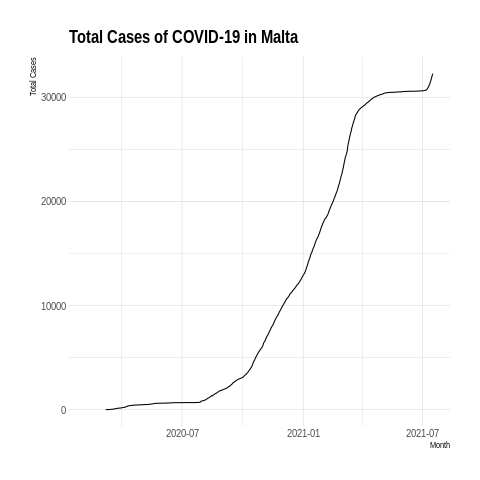 Total Cases of COVID-19 in Malta
Total Cases
30000
20000
10000
0
2020-07
2021-01
2021-07
Month